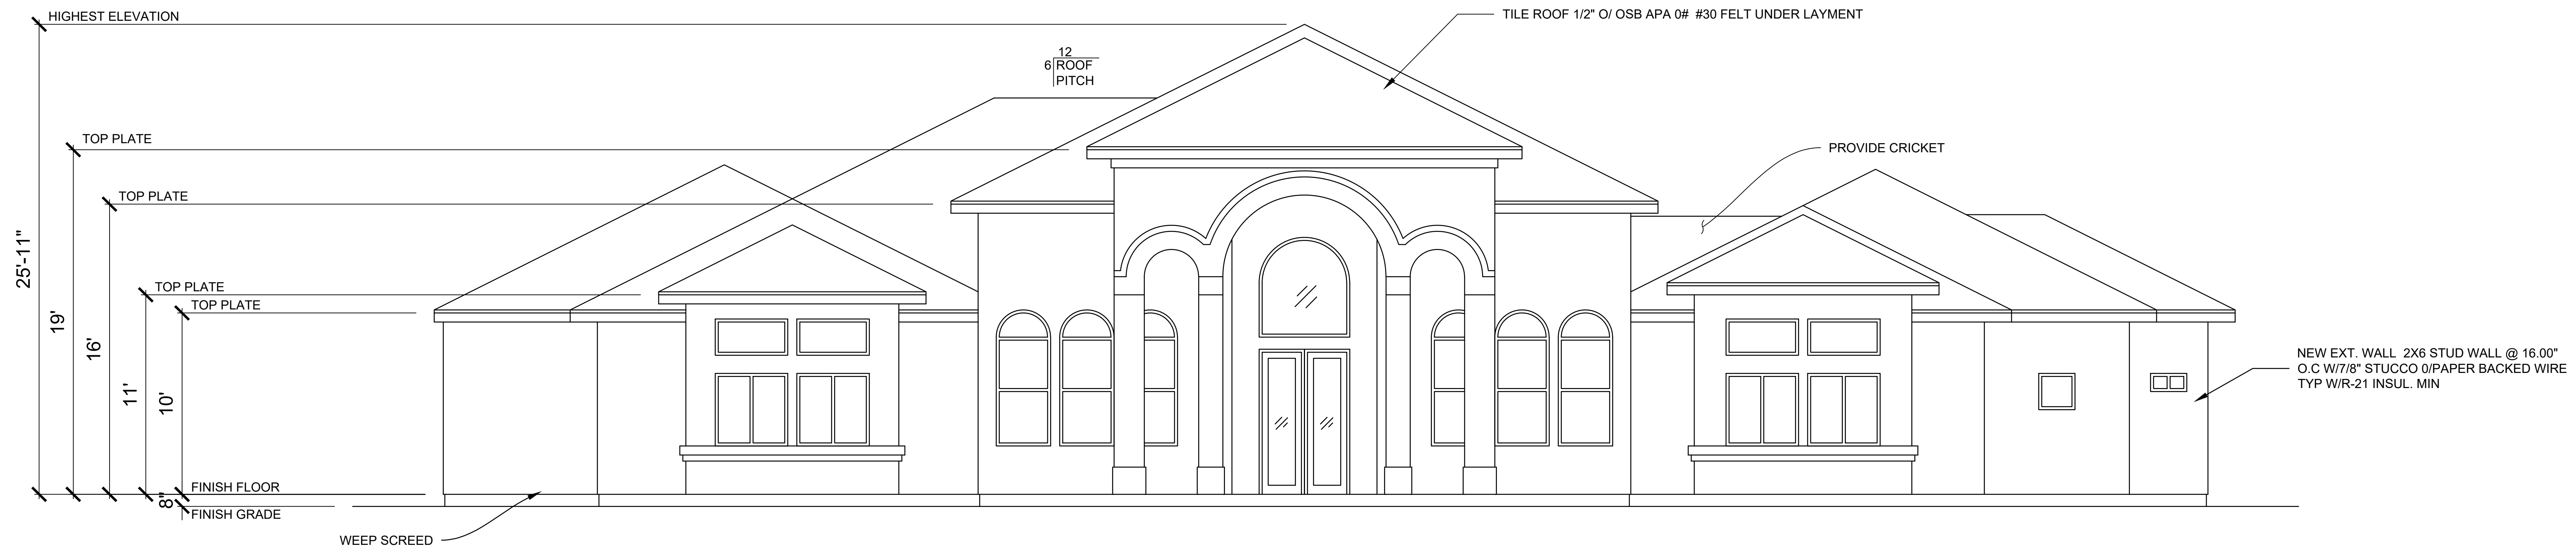 HIGHEST ELEVATION
TILE ROOF 1/2" O/ OSB APA 0#  #30 FELT UNDER LAYMENT
12
6 ROOF
PITCH
TOP PLATE
PROVIDE CRICKET
TOP PLATE
25'-11"
19'
16'
TOP PLATE
TOP PLATE
11'
10'
NEW EXT. WALL  2X6 STUD WALL @ 16.00"
O.C W/7/8" STUCCO 0/PAPER BACKED WIRE
TYP W/R-21 INSUL. MIN
FINISH FLOOR
8"
FINISH GRADE
WEEP SCREED